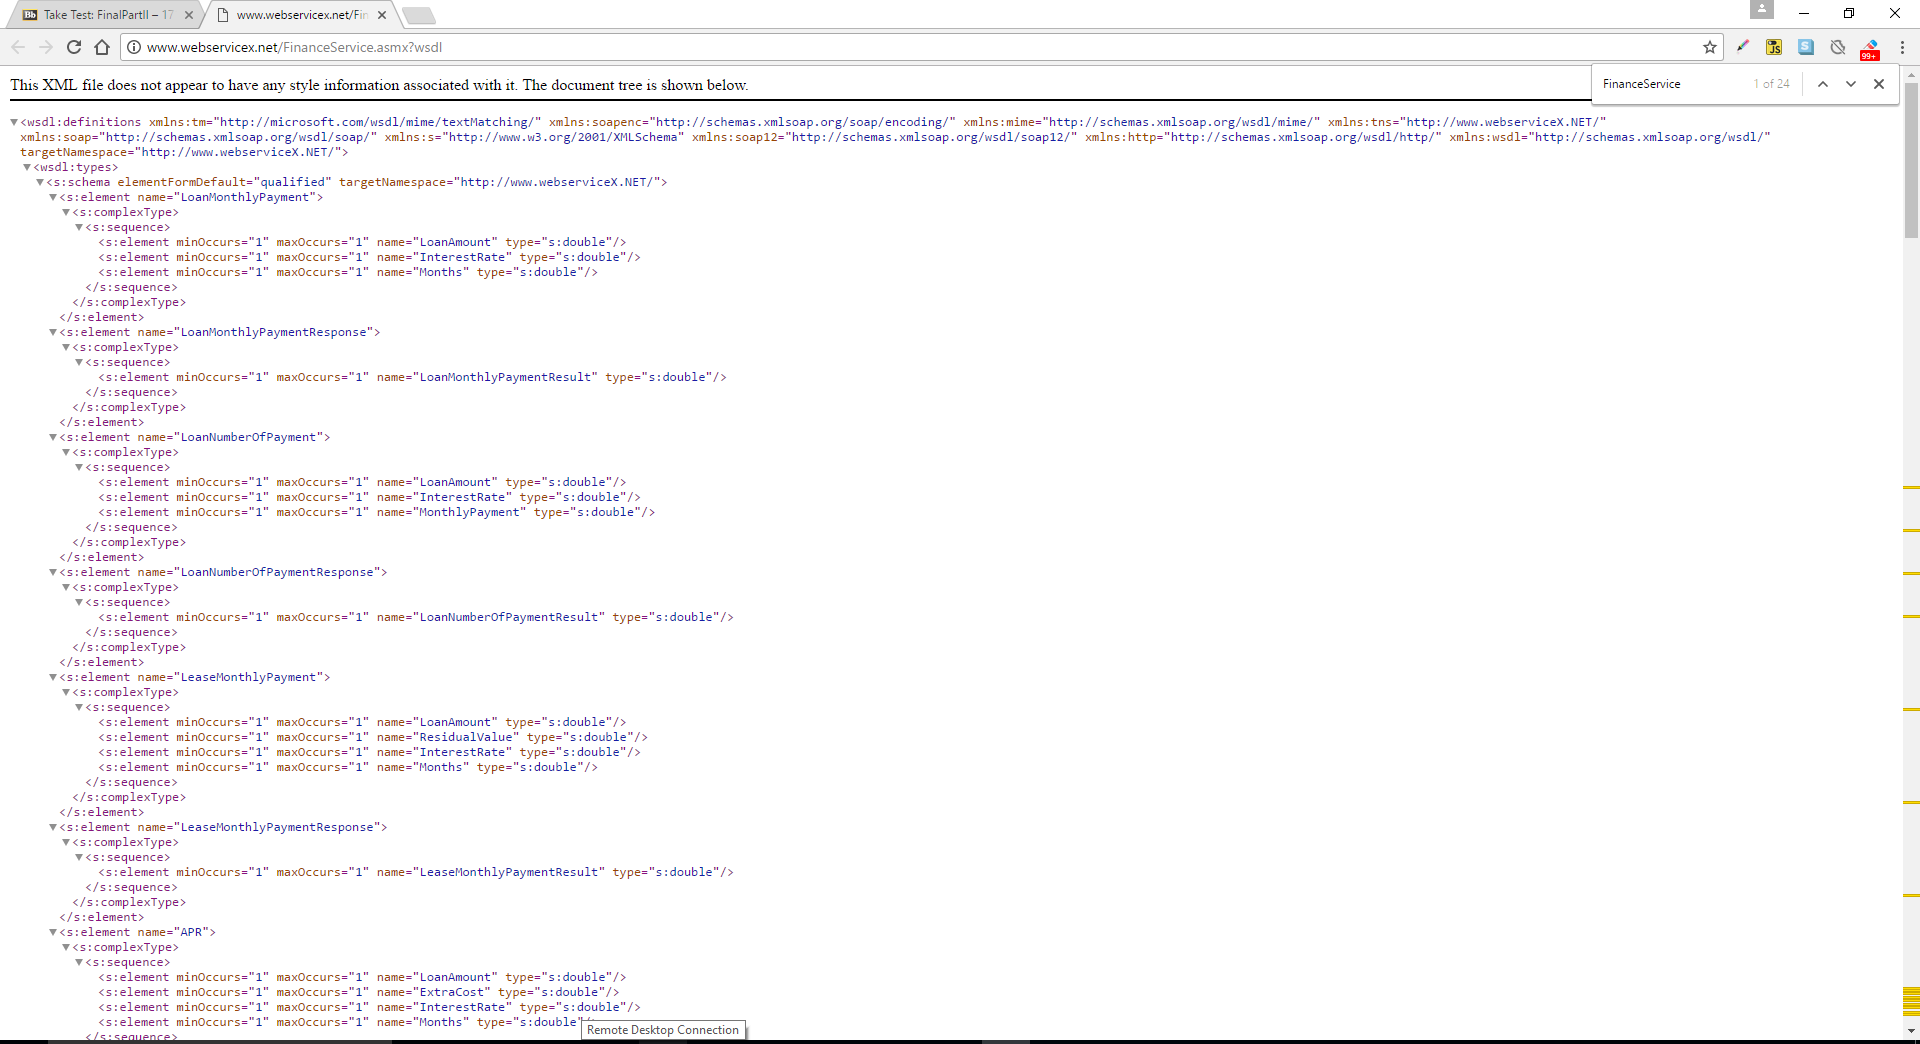 Bb Take Test: FinalPartII – 17
www.webservicex.net/Fin
www.webservicex.net/FinanceService.asmx?wsdl
JS
S
99+
FinanceService 1 of 24
This XML file does not appear to have any style information associated with it. The document tree is shown below.
<wsdl:definitions xmlns:tm="http://microsoft.com/wsdl/mime/textMatching/" xmlns:soapenc="http://schemas.xmlsoap.org/soap/encoding/" xmlns:mime="http://schemas.xmlsoap.org/wsdl/mime/" xmlns:tns="http://www.webserviceX.NET/"
xmlns:soap="http://schemas.xmlsoap.org/wsdl/soap/" xmlns:s="http://www.w3.org/2001/XMLSchema" xmlns:soap12="http://schemas.xmlsoap.org/wsdl/soap12/" xmlns:http="http://schemas.xmlsoap.org/wsdl/http/" xmlns:wsdl="http://schemas.xmlsoap.org/wsdl/"
targetNamespace="http://www.webserviceX.NET/">
<wsdl:types>
<s:schema elementFormDefault="qualified" targetNamespace="http://www.webserviceX.NET/">
<s:element name="LoanMonthlyPayment">
<s:complexType>
<s:sequence>
<s:element minOccurs="1" maxOccurs="1" name="LoanAmount" type="s:double"/>
<s:element minOccurs="1" maxOccurs="1" name="InterestRate" type="s:double"/>
<s:element minOccurs="1" maxOccurs="1" name="Months" type="s:double"/>
</s:sequence>
</s:complexType>
</s:element>
<s:element name="LoanMonthlyPaymentResponse">
<s:complexType>
<s:sequence>
<s:element minOccurs="1" maxOccurs="1" name="LoanMonthlyPaymentResult" type="s:double"/>
</s:sequence>
</s:complexType>
</s:element>
<s:element name="LoanNumberOfPayment">
<s:complexType>
<s:sequence>
<s:element minOccurs="1" maxOccurs="1" name="LoanAmount" type="s:double"/>
<s:element minOccurs="1" maxOccurs="1" name="InterestRate" type="s:double"/>
<s:element minOccurs="1" maxOccurs="1" name="MonthlyPayment" type="s:double"/>
</s:sequence>
</s:complexType>
</s:element>
<s:element name="LoanNumberOfPaymentResponse">
<s:complexType>
<s:sequence>
<s:element minOccurs="1" maxOccurs="1" name="LoanNumberOfPaymentResult" type="s:double"/>
</s:sequence>
</s:complexType>
</s:element>
<s:element name="LeaseMonthlyPayment">
<s:complexType>
<s:sequence>
<s:element minOccurs="1" maxOccurs="1" name="LoanAmount" type="s:double"/>
<s:element minOccurs="1" maxOccurs="1" name="ResidualValue" type="s:double"/>
<s:element minOccurs="1" maxOccurs="1" name="InterestRate" type="s:double"/>
<s:element minOccurs="1" maxOccurs="1" name="Months" type="s:double"/>
</s:sequence>
</s:complexType>
</s:element>
<s:element name="LeaseMonthlyPaymentResponse">
<s:complexType>
<s:sequence>
<s:element minOccurs="1" maxOccurs="1" name="LeaseMonthlyPaymentResult" type="s:double"/>
</s:sequence>
</s:complexType>
</s:element>
<s:element name="APR">
<s:complexType>
<s:sequence>
<s:element minOccurs="1" maxOccurs="1" name="LoanAmount" type="s:double"/>
<s:element minOccurs="1" maxOccurs="1" name="ExtraCost" type="s:double"/>
<s:element minOccurs="1" maxOccurs="1" name="InterestRate" type="s:double"/>
<s:element minOccurs="1" maxOccurs="1" name="Months" type="s:double"/>
Remote Desktop Connection
</s:sequence>